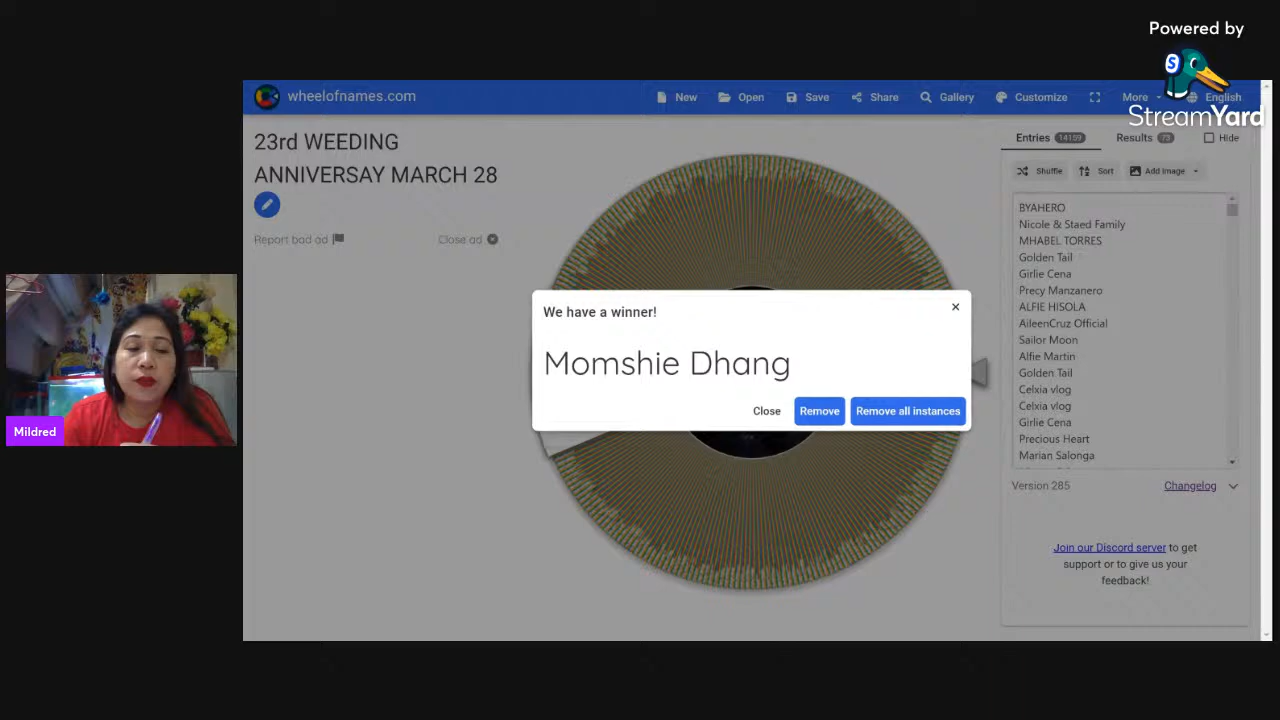 Powered by
StreamYard
wheelofnames.com
New
Open
Save
Share
Gallery
Customize
More
English
23rd WEEDING
ANNIVERSAY MARCH 28
Report bad ad
Close ad
Entries 14159
Results 73
Hide
Shuffle
Sort
Add Image
BYAHERO
Nicole & Staed Family
MHABEL TORRES
Golden Tail
Girlie Cena
Precy Manzanero
ALFIE HISOLA
AileenCruz Official
Sailor Moon
Alfie Martin
Golden Tail
Celxia vlog
Celxia vlog
Girlie Cena
Precious Heart
Marian Salonga
We have a winner!
Momshie Dhang
Close
Remove
Remove all instances
Mildred
Version 285
Changelog
Join our Discord server to get
support or to give us your
feedback!